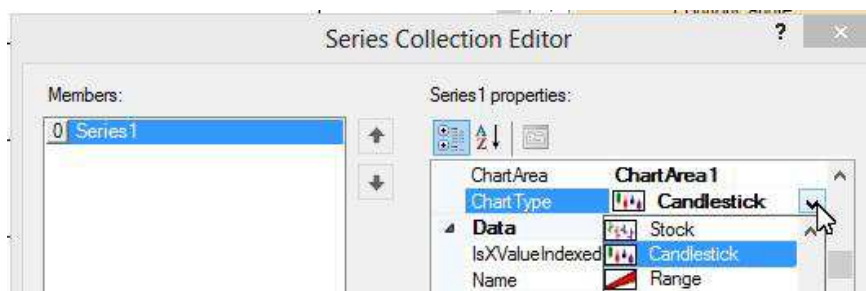 Series Collection Editor ?
Members: Series1 properties:
0 Series1
ChartArea ChartArea1
ChartType Candlestick
Data Stock
IsXValueIndexed Candlestick
Name Range